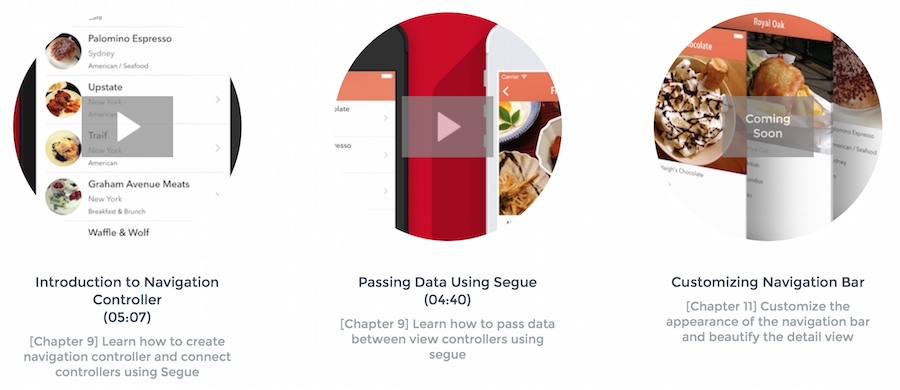 Palomino Espresso
Sydney
American / Seafood
Upstate
New York
American
Traif
New York
American
Graham Avenue Meats
New York
Breakfast & Brunch
Waffle & Wolf
Introduction to Navigation
Controller
(05:07)
[Chapter 9] Learn how to create
navigation controller and connect
controllers using Segue
Carrier
Passing Data Using Segue
(04:40)
[Chapter 9] Learn how to pass data
between view controllers using
segue
Royal Oak
Coming
Soon
Haigh's Chocolate
Palomino Espresso
American / Seafood
Sydney
Customizing Navigation Bar
[Chapter 11] Customize the
appearance of the navigation bar
and beautify the detail view